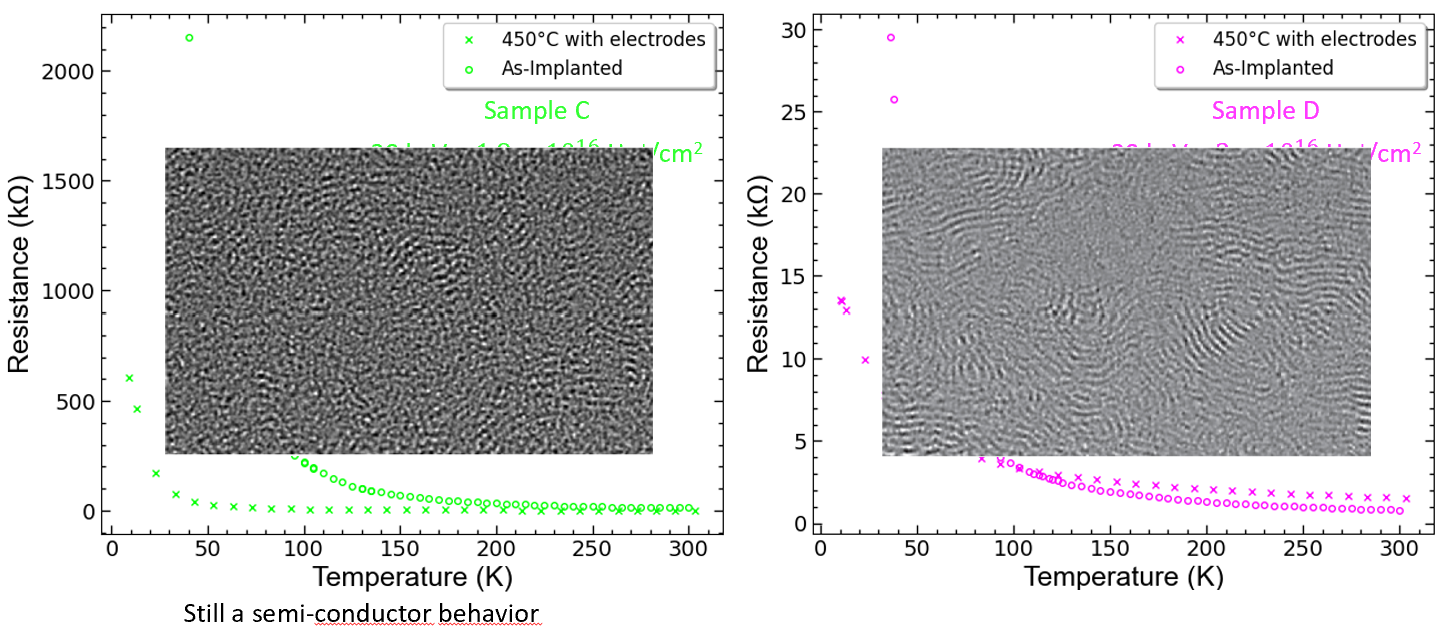 450°C with electrodes
As-Implanted
Sample C
/cm²
2000
1500
1000
500
0
Resistance (kΩ)
0 50 100 150 200 250 300
Temperature (K)
Still a semi-conductor behavior
450°C with electrodes
As-Implanted
Sample D
/cm²
30
25
20
15
10
5
0
Resistance (kΩ)
0 50 100 150 200 250 300
Temperature (K)